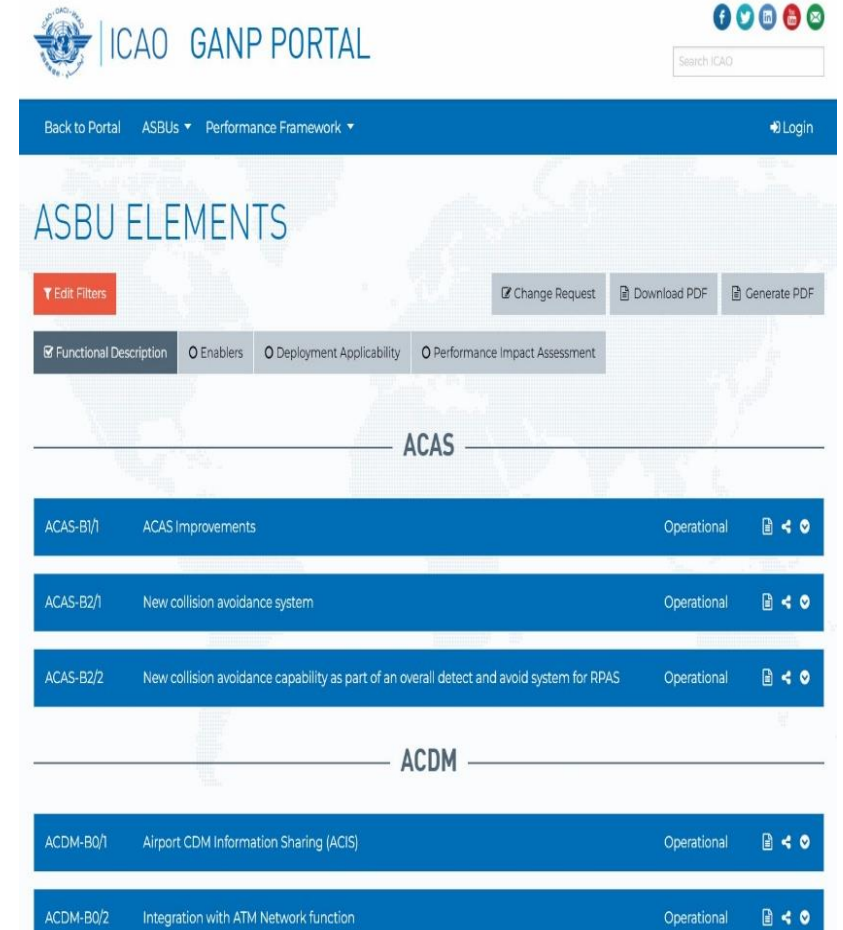 ICAO GANP PORTAL
Search ICAO
Back to Portal ASBUs Performance Framework Login
ASBU ELEMENTS
Edit Filters Change Request Download PDF Generate PDF
Functional Description Enablers Deployment Applicability Performance Impact Assessment
ACAS
ACAS-B1/1 ACAS Improvements Operational
ACAS-B2/1 New collision avoidance system Operational
ACAS-B2/2 New collision avoidance capability as part of an overall detect and avoid system for RPAS Operational
ACDM
ACDM-B0/1 Airport CDM Information Sharing (ACIS) Operational
ACDM-B0/2 Integration with ATM Network function Operational